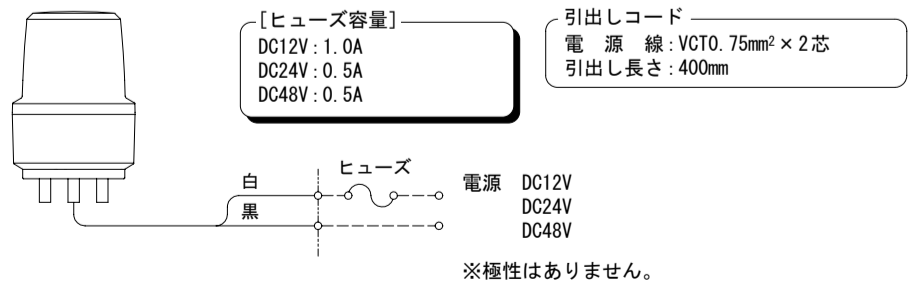 [ヒューズ容量]
DC12V:1.0A
DC24V:0.5A
DC48V:0.5A
引出しコード
電　源　線:VCT0.75mm²×2芯
引出し長さ:400mm
ヒューズ
白
黒
電源 DC12V
DC24V
DC48V
※極性はありません。